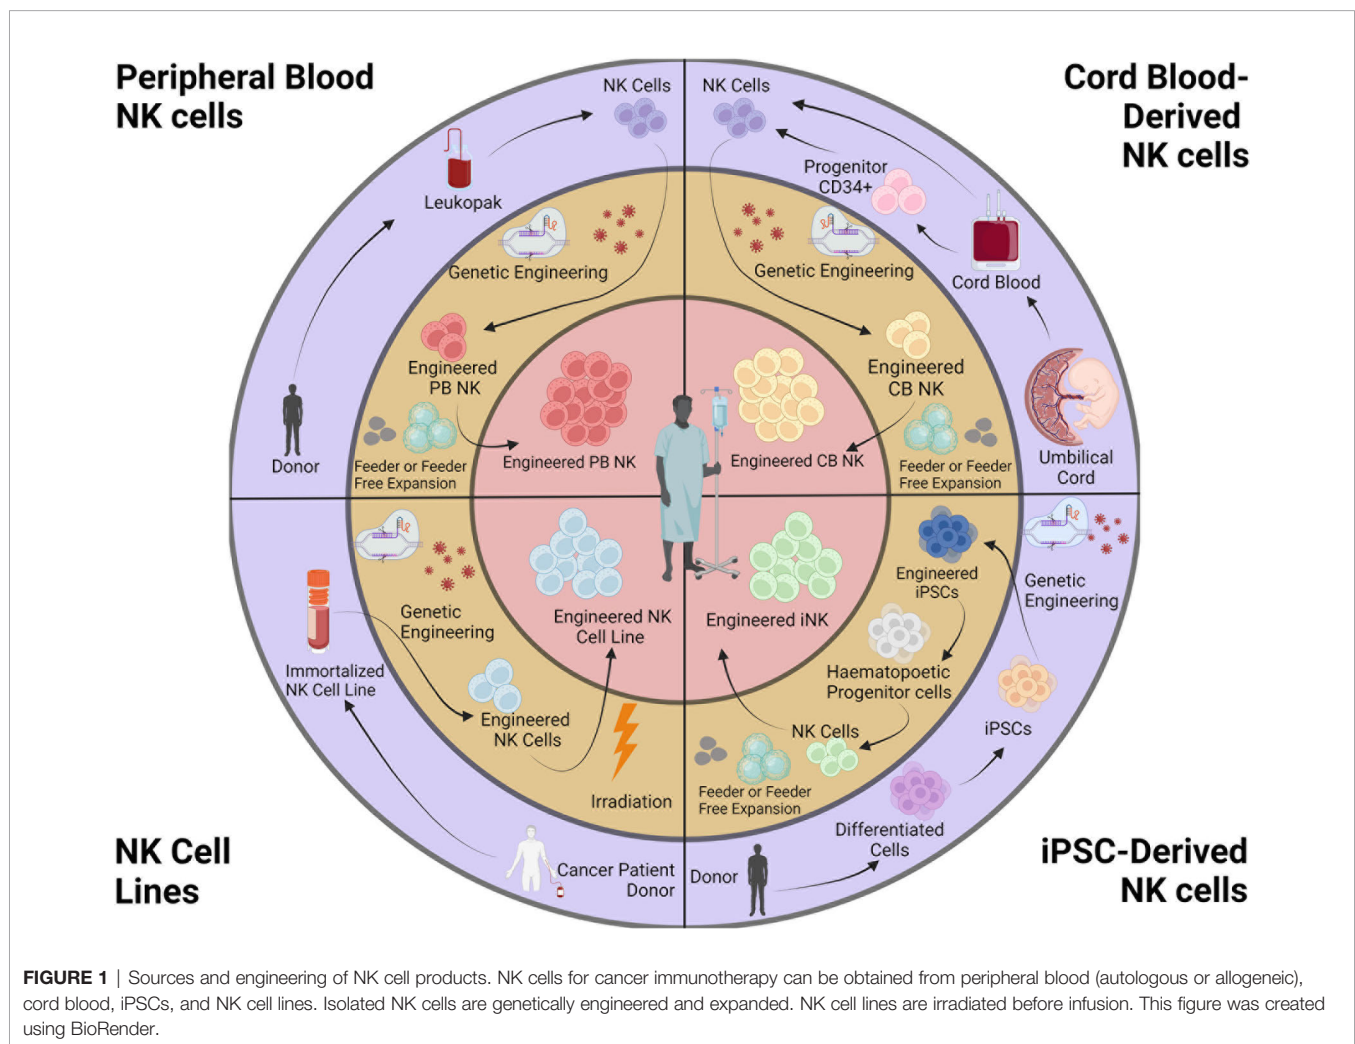 Peripheral Blood
NK cells
NK Cells
Leukopak
Genetic Engineering
Engineered
PB NK
Donor
Feeder or Feeder
Free Expansion
Engineered PB NK
Cord Blood-
Derived
NK cells
NK Cells
Progenitor
CD34+
Genetic Engineering
Cord Blood
Engineered
CB NK
Engineered CB NK
Feeder or Feeder
Free Expansion
Umbilical
Cord
Genetic
Engineering
Immortalized
NK Cell Line
Engineered
NK Cells
Engineered NK
Cell Line
Irradiation
Cancer Patient
Donor
NK Cell
Lines
Engineered
iPSCs
Genetic
Engineering
Engineered iNK
Haematopoetic
Progenitor cells
iPSCs
NK Cells
Feeder or Feeder
Free Expansion
Differentiated
Cells
Donor
iPSC-Derived
NK cells
FIGURE 1 | Sources and engineering of NK cell products. NK cells for cancer immunotherapy can be obtained from peripheral blood (autologous or allogeneic),
cord blood, iPSCs, and NK cell lines. Isolated NK cells are genetically engineered and expanded. NK cell lines are irradiated before infusion. This figure was created
using BioRender.